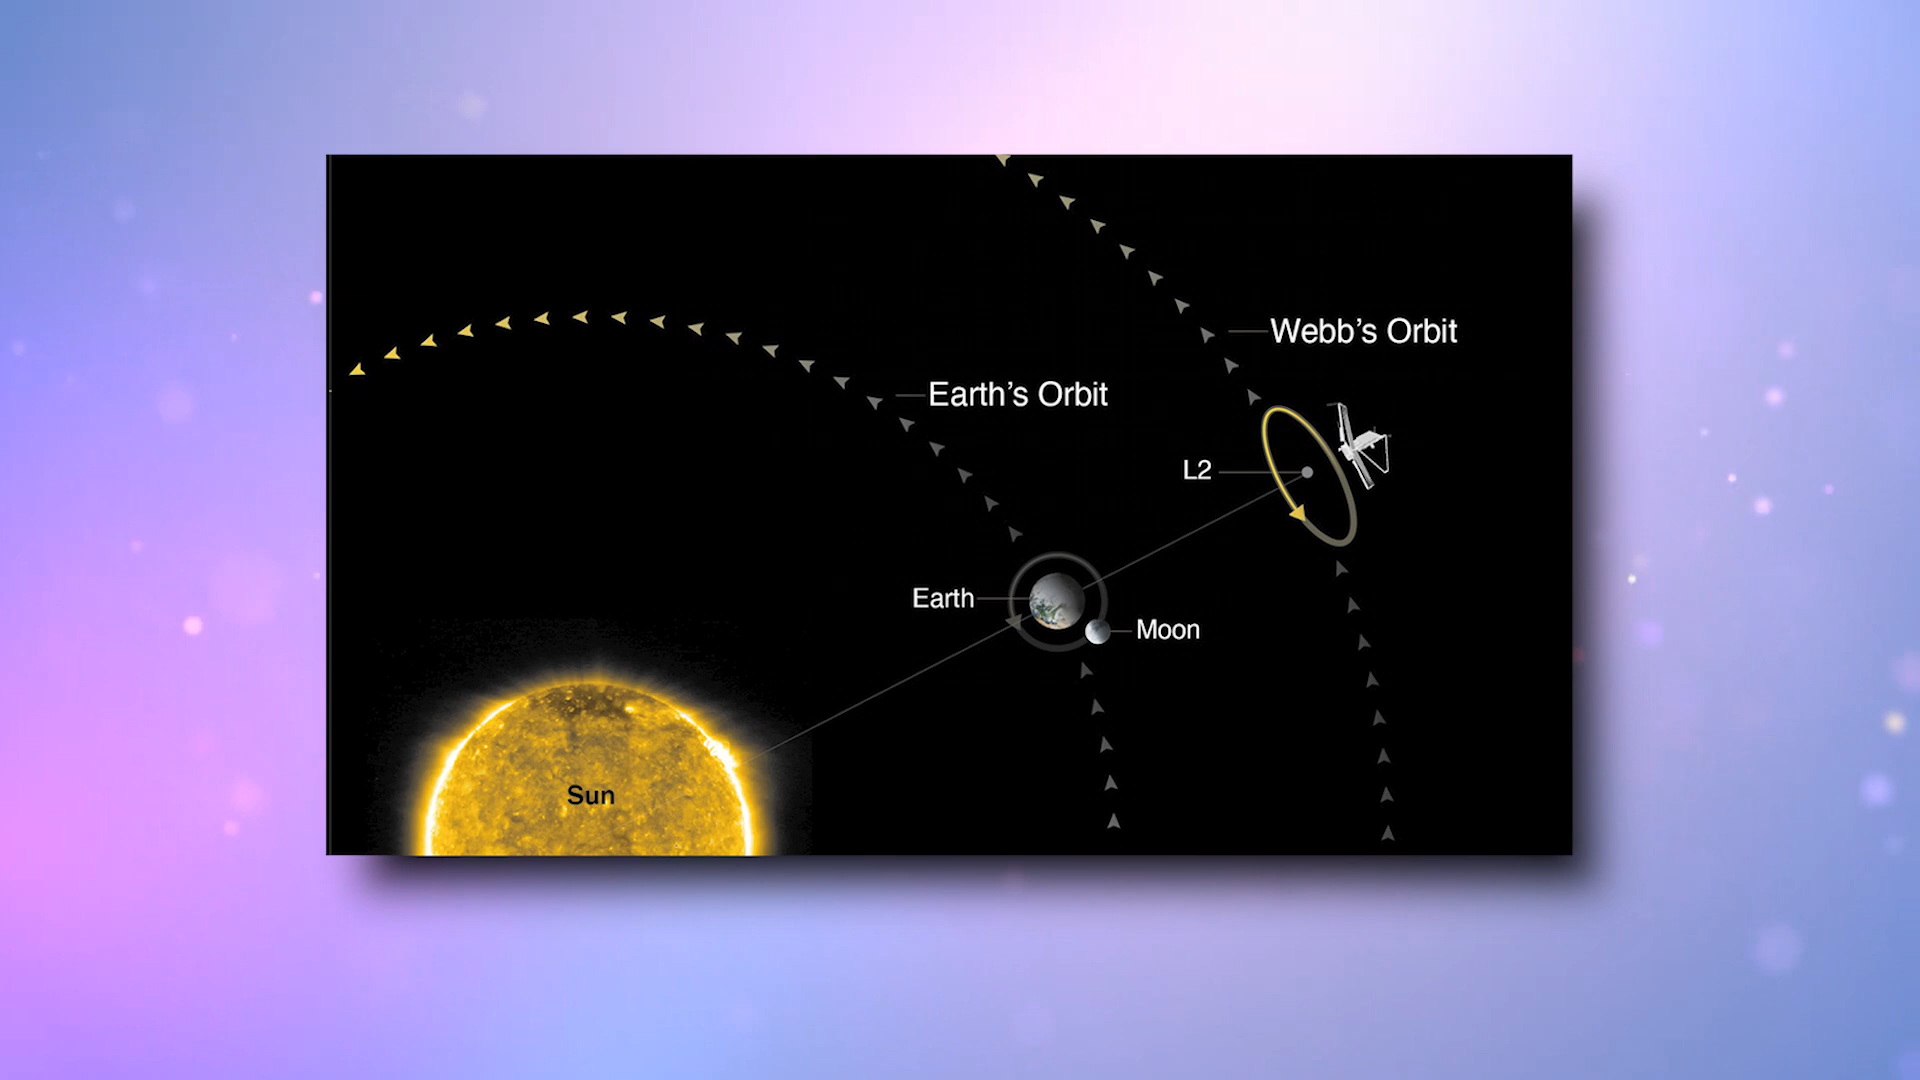 Webb’s Orbit
Earth’s Orbit
L2
Earth
Moon
Sun